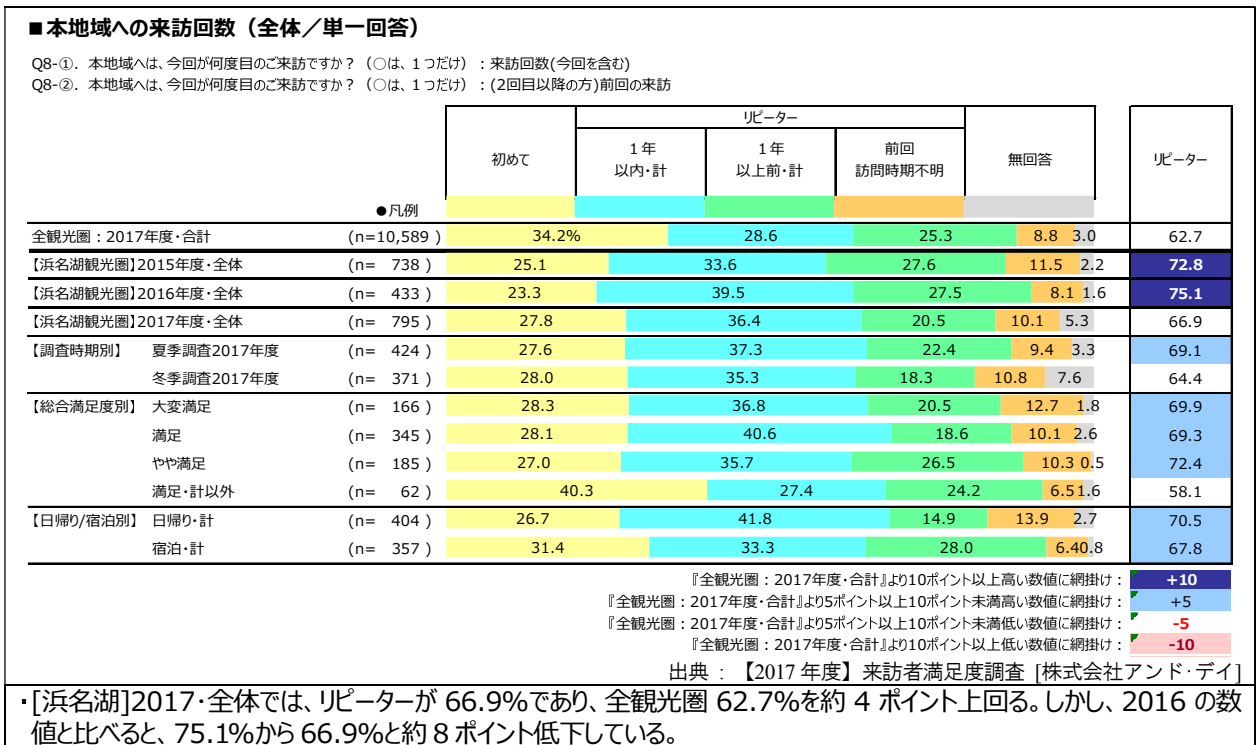 ■本地域への来訪回数（全体／単一回答）
Q8-①．本地域へは、今回が何度目のご来訪ですか？（○は、１つだけ）：来訪回数(今回を含む)
Q8-②．本地域へは、今回が何度目のご来訪ですか？（○は、１つだけ）：(2回目以降の方)前回の来訪
初めて リピーター 無回答 リピーター
１年以内・計 １年以上前・計 前回訪問時期不明
●凡例
全観光圏：2017年度・合計 (n=10,589 ) 34.2% 28.6 25.3 8.8 3.0 62.7
【浜名湖観光圏】2015年度・全体 (n= 738 ) 25.1 33.6 27.6 11.5 2.2 72.8
【浜名湖観光圏】2016年度・全体 (n= 433 ) 23.3 39.5 27.5 8.1 1.6 75.1
【浜名湖観光圏】2017年度・全体 (n= 795 ) 27.8 36.4 20.5 10.1 5.3 66.9
【調査時期別】 夏季調査2017年度 (n= 424 ) 27.6 37.3 22.4 9.4 3.3 69.1
冬季調査2017年度 (n= 371 ) 28.0 35.3 18.3 10.8 7.6 64.4
【総合満足度別】 大変満足 (n= 166 ) 28.3 36.8 20.5 12.7 1.8 69.9
満足 (n= 345 ) 28.1 40.6 18.6 10.1 2.6 69.3
やや満足 (n= 185 ) 27.0 35.7 26.5 10.3 0.5 72.4
満足・計以外 (n= 62 ) 40.3 27.4 24.2 6.5 1.6 58.1
【日帰り/宿泊別】 日帰り・計 (n= 404 ) 26.7 41.8 14.9 13.9 2.7 70.5
宿泊・計 (n= 357 ) 31.4 33.3 28.0 6.4 0.8 67.8
『全観光圏：2017年度・合計』より10ポイント以上高い数値に網掛け： +10
『全観光圏：2017年度・合計』より5ポイント以上10ポイント未満高い数値に網掛け： +5
『全観光圏：2017年度・合計』より5ポイント以上10ポイント未満低い数値に網掛け： -5
『全観光圏：2017年度・合計』より10ポイント以上低い数値に網掛け： -10
出典 ： 【2017 年度】来訪者満足度調査 [株式会社アンド・デイ]
・[浜名湖]2017・全体では、リピーターが 66.9%であり、全観光圏 62.7%を約 4 ポイント上回る。しかし、2016 の数
値と比べると、75.1%から 66.9%と約 8 ポイント低下している。